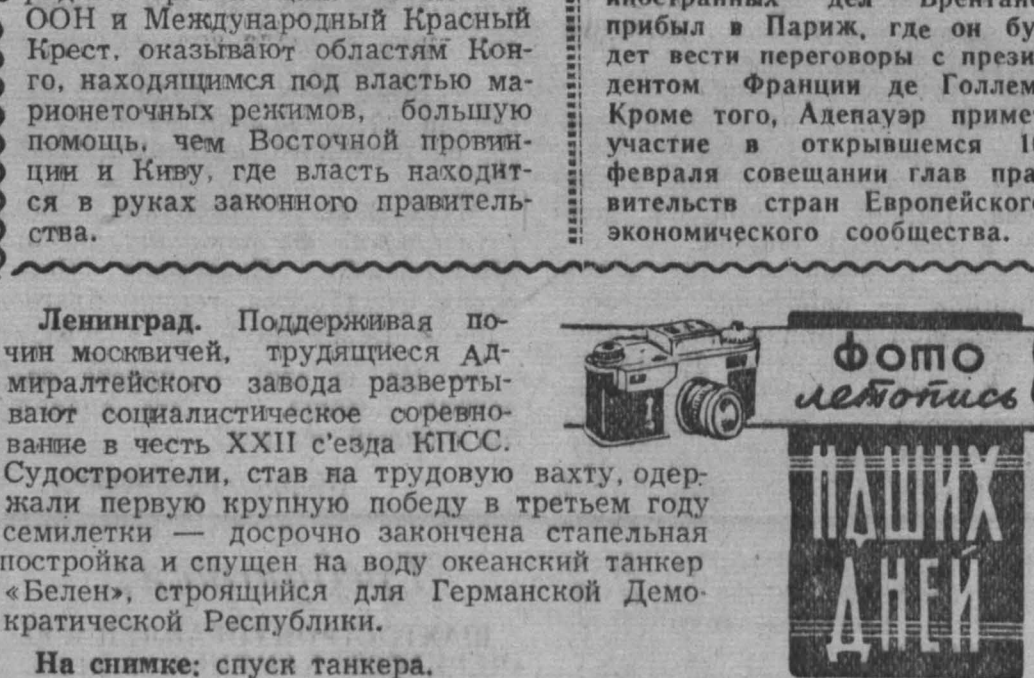 ООН и Международный Красный
Крест, оказывают областям Кон-
го, находящимся под властью ма-
рионеточных режимов, большую
помощь, чем Восточной провин-
ции и Киву, где власть находит-
ся в руках законного правитель-
ства.
иностранных дел Брентано
прибыл в Париж, где он бу-
дет вести переговоры с прези-
дентом Франции де Голлем.
Кроме того, Аденауэр примет
участие в открывшемся
февраля совещании глав пра-
вительств стран Европейского
экономического сообщества.
Ленинград. Поддерживая по-
чин москвичей, трудящиеся Ад-
миралтейского завода разверты-
вают социалистическое соревно-
вание в честь XXII с'езда КПСС.
Судостроители, став на трудовую вахту, одер-
жали первую крупную победу в третьем году
семилетки — досрочно закончена стапельная
постройка и спущен на воду океанский танкер
«Белен», строящийся для Германской Демо-
кратической Республики.
На снимке: спуск танкера.
фото
летопись
НАШИХ
ДНЕЙ